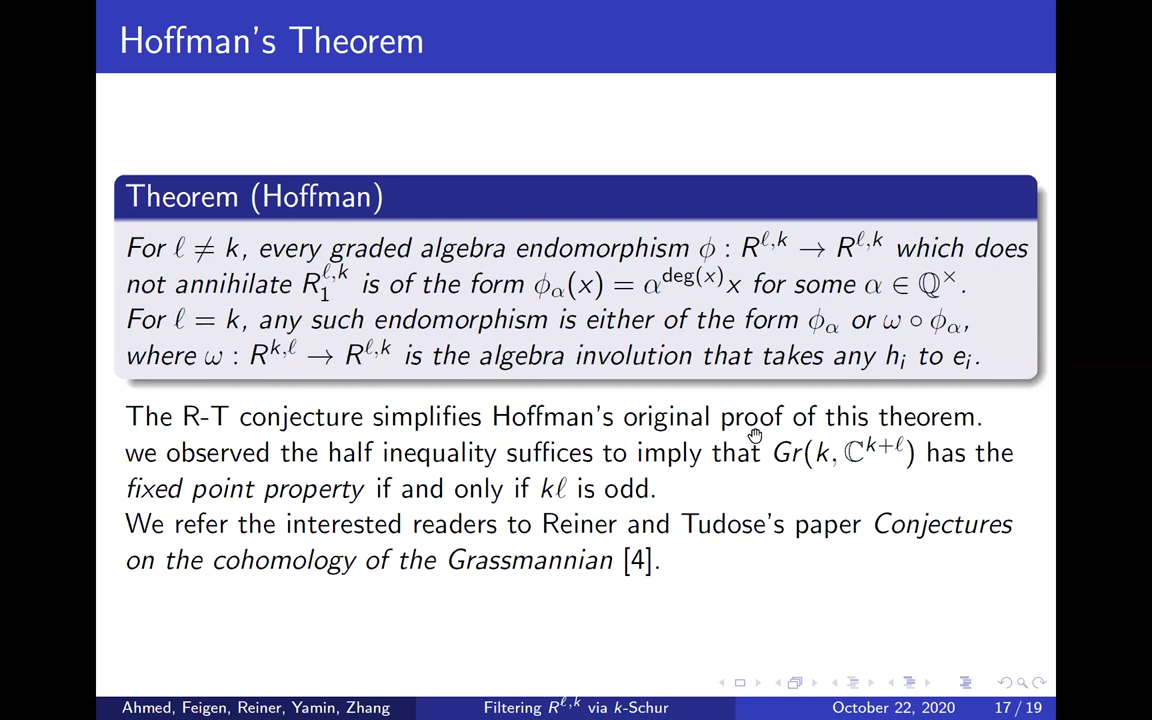 Hoffman's Theorem
Theorem (Hoffman)
For ℓ ≠ k, every graded algebra endomorphism ϕ : R^{ℓ,k} → R^{ℓ,k} which does
not annihilate R_1^{ℓ,k} is of the form ϕ_α(x) = α^{deg(x)}x for some α ∈ ℚ^×.
For ℓ = k, any such endomorphism is either of the form ϕ_α or ω ∘ ϕ_α,
where ω : R^{k,ℓ} → R^{ℓ,k} is the algebra involution that takes any h_i to e_i.
The R-T conjecture simplifies Hoffman's original proof of this theorem.
we observed the half inequality suffices to imply that Gr(k, ℂ^{k+ℓ}) has the
fixed point property if and only if kℓ is odd.
We refer the interested readers to Reiner and Tudose's paper Conjectures
on the cohomology of the Grassmannian [4].
Ahmed, Feigen, Reiner, Yamin, Zhang
Filtering R^{ℓ,k} via k-Schur
October 22, 2020
17 / 19